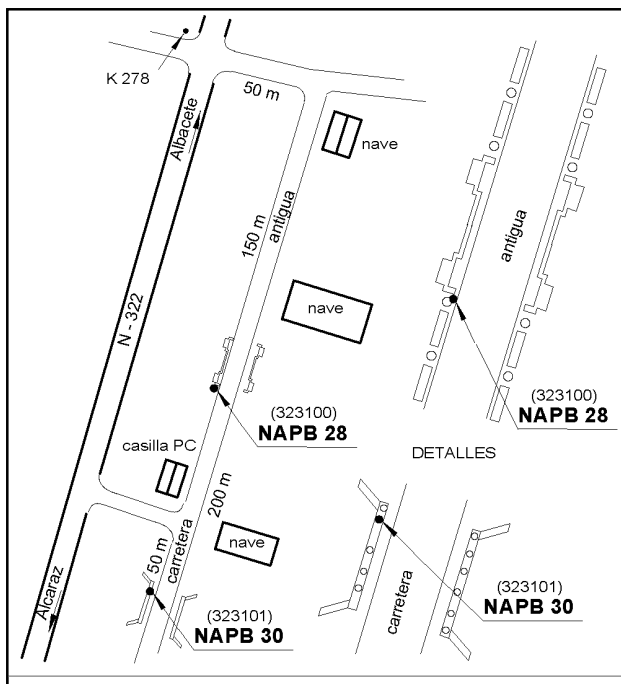 K 278
50 m
Albacete
nave
150 m
antigua
antigua
nave
N - 322
(323100)
NAPB 28
(323100)
NAPB 28
casilla PC
DETALLES
200 m
nave
carretera
50 m
(323101)
NAPB 30
(323101)
NAPB 30
carretera
Alcaraz